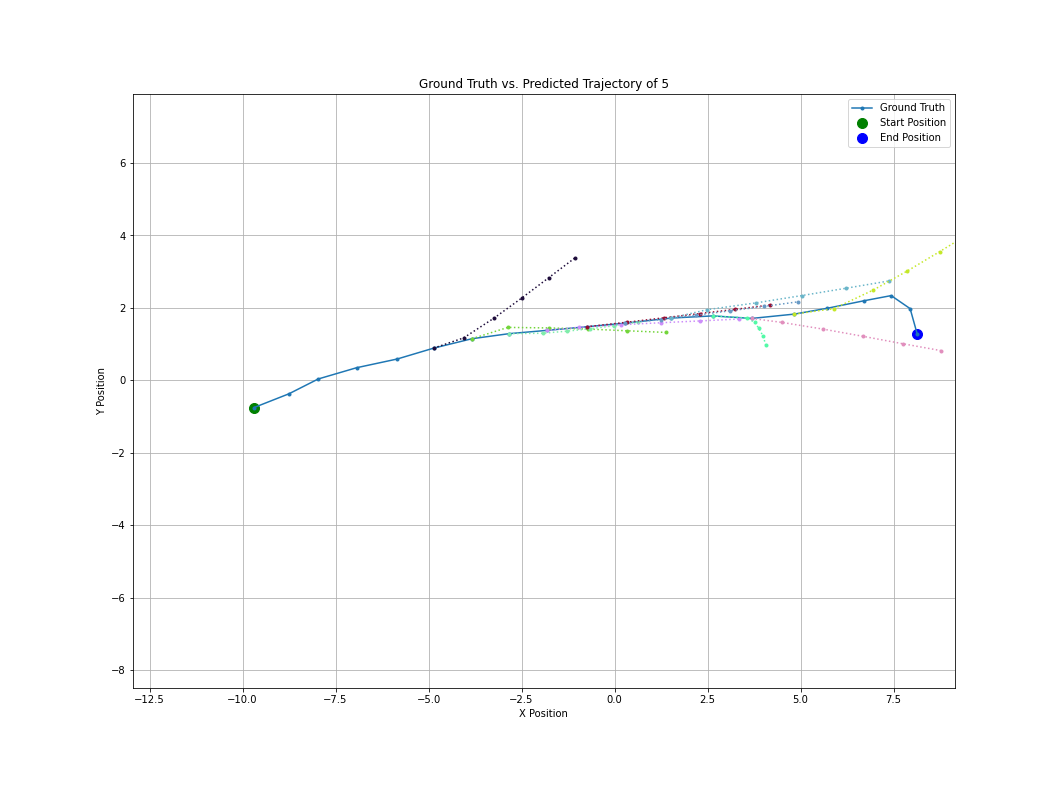 Ground Truth vs. Predicted Trajectory of 5
Ground Truth
Start Position
End Position
6
4
2
0
−2
−4
−6
−8
Y Position
−12.5 −10.0 −7.5 −5.0 −2.5 0.0 2.5 5.0 7.5
X Position